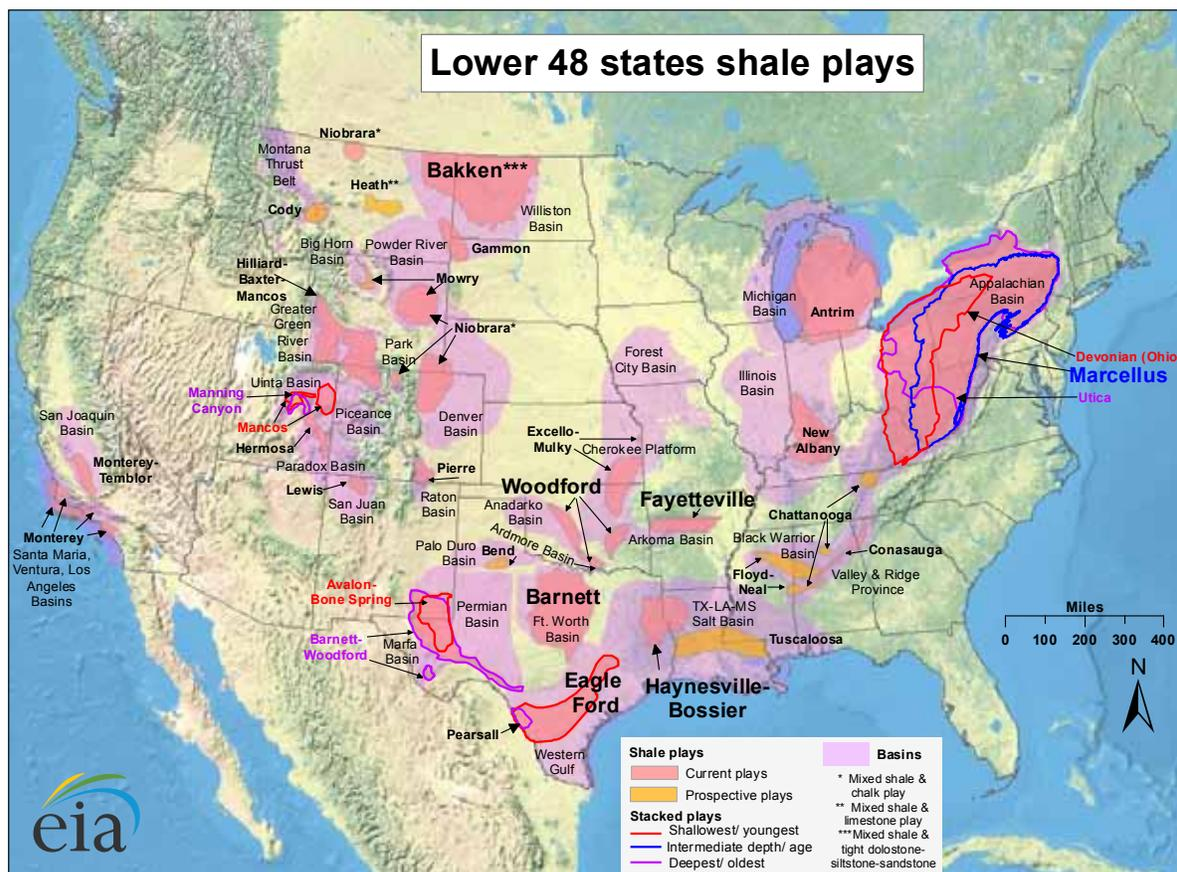 Lower 48 states shale plays
Niobrara*
Montana
Thrust
Belt
Bakken***
Heath**
Cody
Williston
Basin
Big Horn
Basin
Powder River
Basin
Gammon
Hilliard-
Baxter-
Mancos
Mowry
Greater
Green
River
Basin
Niobrara*
Park
Basin
Michigan
Basin
Antrim
Appalachian
Basin
Devonian (Ohio
Marcellus
Utica
Forest
City Basin
Illinois
Basin
Uinta Basin
Manning
Canyon
Mancos
Piceance
Basin
Denver
Basin
San Joaquin
Basin
Hermosa
Excello-
Mulky
Cherokee Platform
New
Albany
Monterey-
Temblor
Paradox Basin
Pierre
Lewis
San Juan
Basin
Raton
Basin
Woodford
Anadarko
Basin
Fayetteville
Chattanooga
Monterey
Santa Maria,
Ventura, Los
Angeles
Basins
Palo Duro
Basin
Bend
Ardmore Basin
Arkoma Basin
Black Warrior
Basin
Conasauga
Floyd-
Neal
Valley & Ridge
Province
Avalon-
Bone Spring
Permian
Basin
Barnett
Ft. Worth
Basin
TX-LA-MS
Salt Basin
Tuscaloosa
Barnett-
Woodford
Marfa
Basin
Eagle
Ford
Haynesville-
Bossier
Pearsall
Western
Gulf
Miles
0 100 200 300 400
N
Shale plays
Current plays
Prospective plays
Stacked plays
Shallowest/ youngest
Intermediate depth/ age
Deepest/ oldest
Basins
* Mixed shale &
chalk play
** Mixed shale &
limestone play
***Mixed shale &
tight dolostone-
siltstone-sandstone
eia